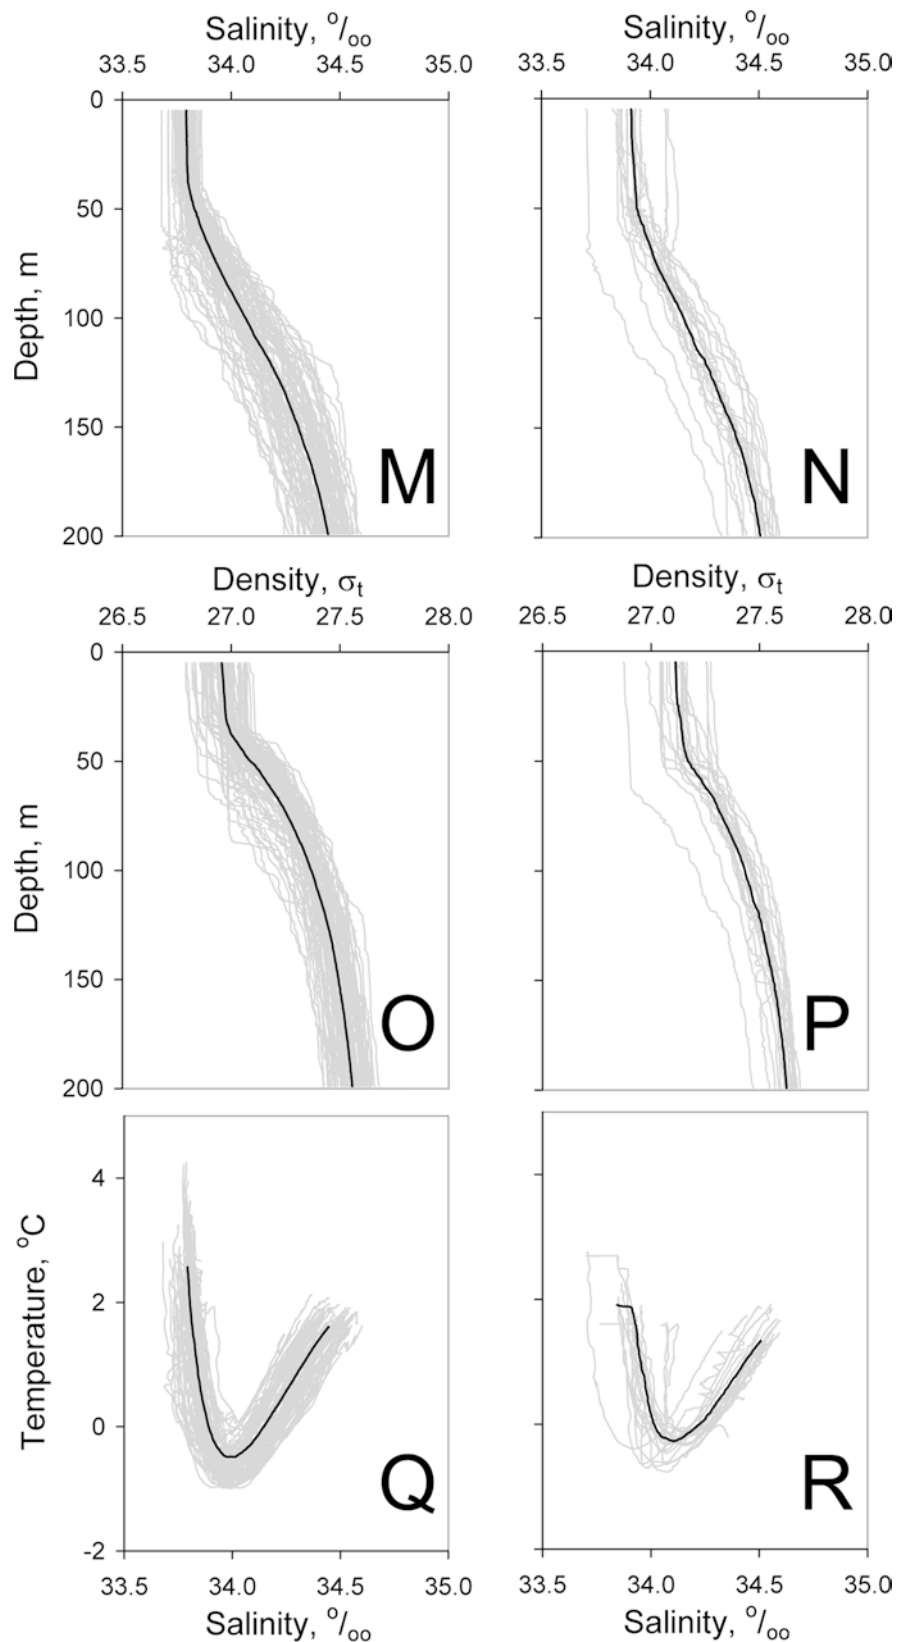 Salinity, º/ₒₒ Salinity, º/ₒₒ
33.5 34.0 34.5 35.0 33.5 34.0 34.5 35.0
0
50
100
150
200
Depth, m
M N
Density, σₜ Density, σₜ
26.5 27.0 27.5 28.0 26.5 27.0 27.5 28.0
0
50
100
150
200
Depth, m
O P
4
2
0
-2
Temperature, ºC
Q R
33.5 34.0 34.5 35.0 33.5 34.0 34.5 35.0
Salinity, º/ₒₒ Salinity, º/ₒₒ